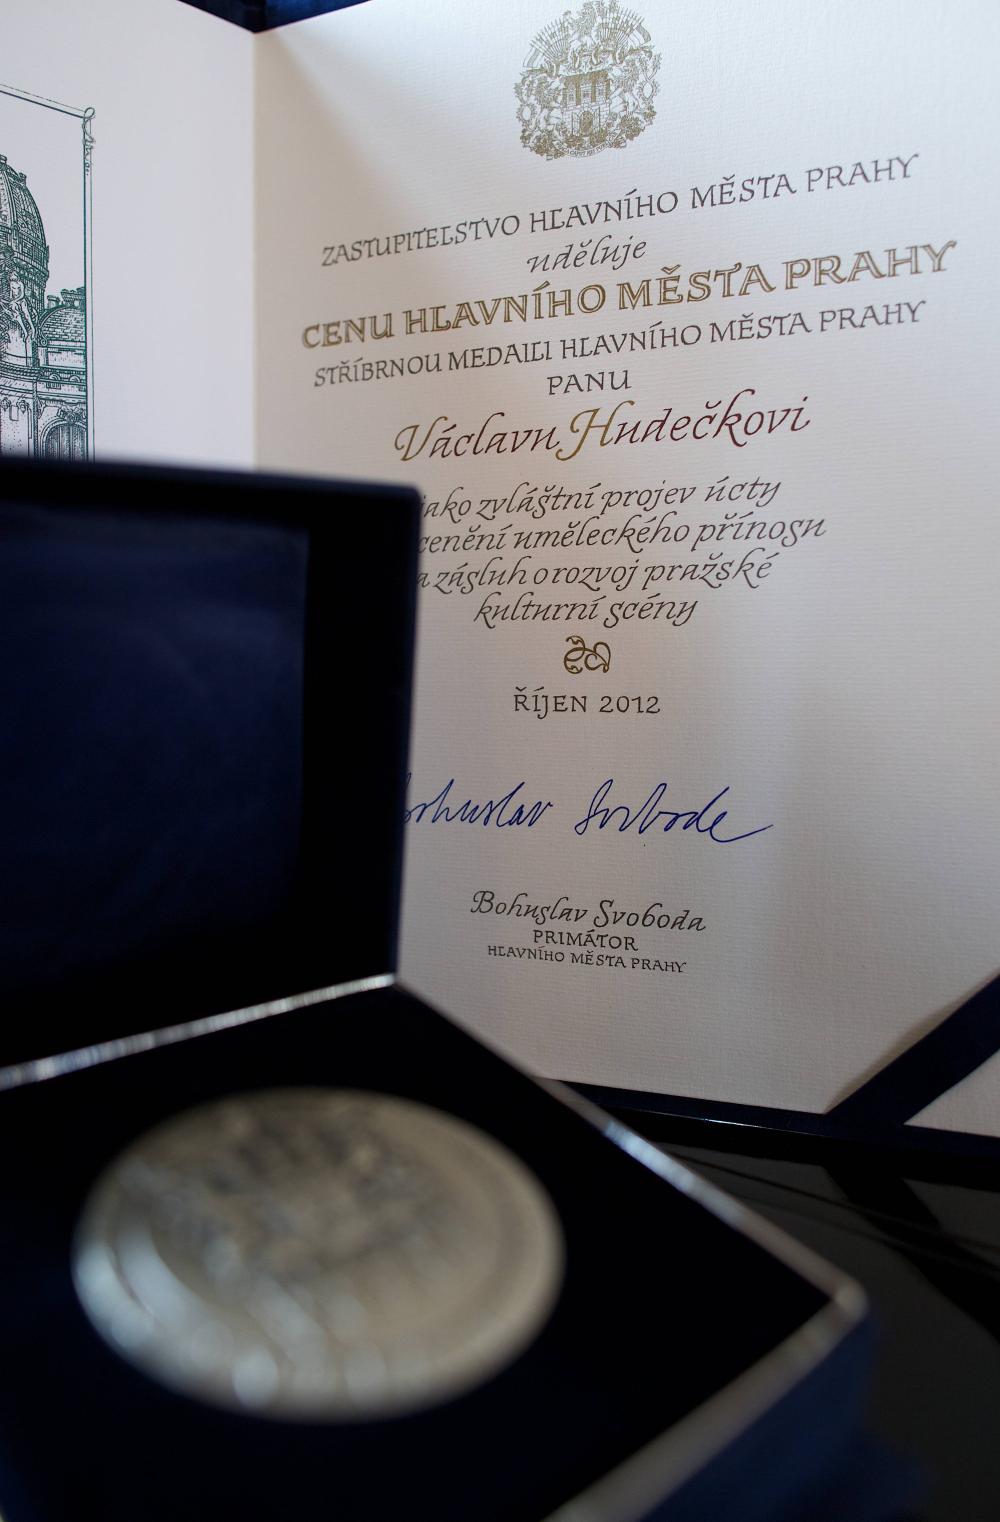 ZASTUPITELSTVO HLAVNÍHO MĚSTA PRAHY
uděluje
CENU HLAVNÍHO MĚSTA PRAHY
STŘÍBRNOU MEDAILI HLAVNÍHO MĚSTA PRAHY
PANU
Václavu Hudečkovi
jako zvláštní projev úcty
cenění uměleckého přínosu
a zásluh o rozvoj pražské
kulturní scény
ŘÍJEN 2012
Bohuslav Svoboda
Bohuslav Svoboda
PRIMÁTOR
HLAVNÍHO MĚSTA PRAHY